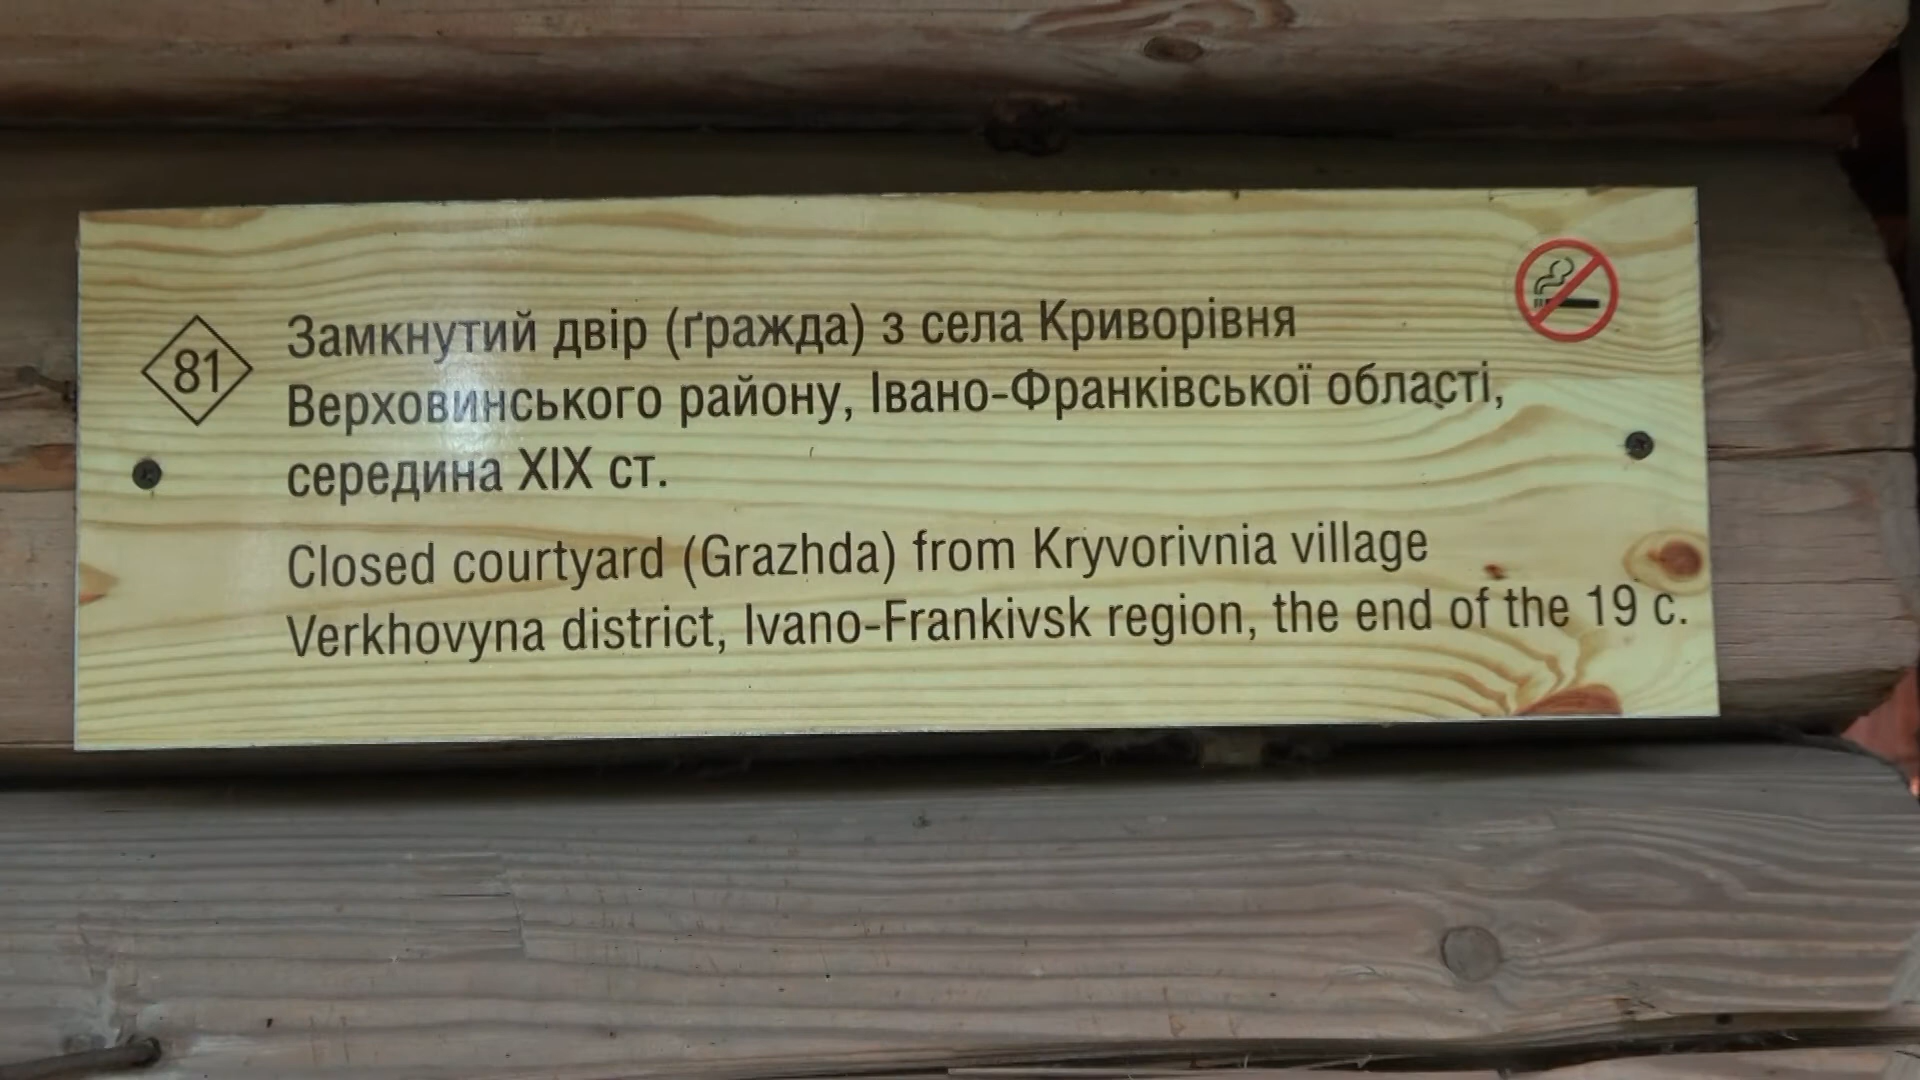 81
Замкнутий двір (ґражда) з села Криворівня
Верховинського району, Івано-Франківської області,
середина XIX ст.
Closed courtyard (Grazhda) from Kryvorivnia village
Verkhovyna district, Ivano-Frankivsk region, the end of the 19 c.